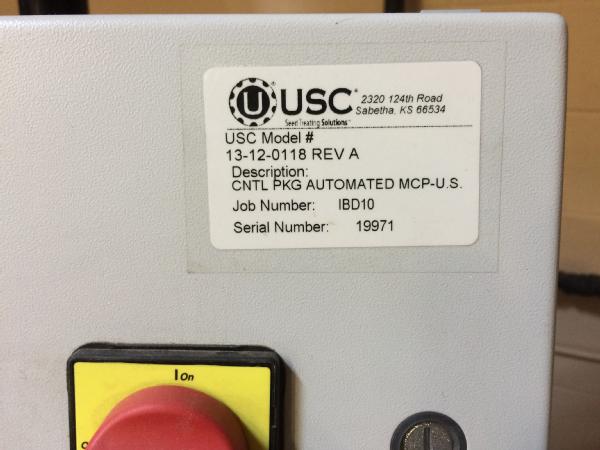 U USC® 2320 124th Road
Sabetha, KS 66534
Seed Treating Solutions™
USC Model #
13-12-0118 REV A
Description:
CNTL PKG AUTOMATED MCP-U.S.
Job Number: IBD10
Serial Number: 19971
I On